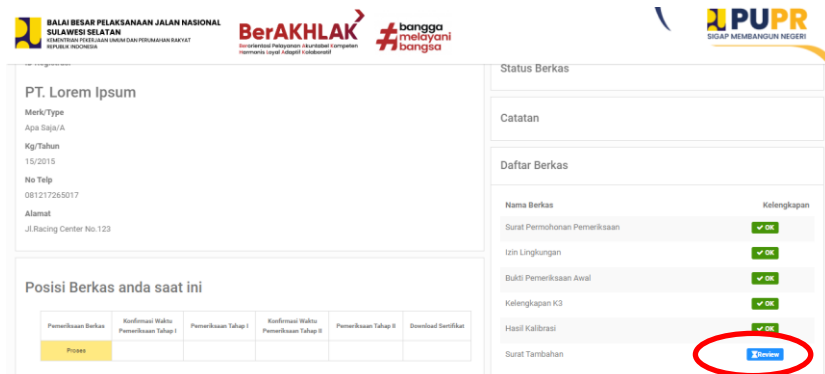 BALAI BESAR PELAKSANAAN JALAN NASIONAL
SULAWESI SELATAN
KEMENTRIAN PEKERJAAN UMUM DAN PERUMAHAN RAKYAT
REPUBLIK INDONESIA
BerAKHLAK
Berorientasi Pelayanan Akuntabel Kompeten
Harmonis Loyal Adaptif Kolaboratif
#bangga
melayani
bangsa
PUPR
SIGAP MEMBANGUN NEGERI
PT. Lorem Ipsum
Merk/Type
Apa Saja/A
Kg/Tahun
15/2015
No Telp
081217265017
Alamat
Jl.Racing Center No.123
Posisi Berkas anda saat ini
Pemeriksaan Berkas
Konfirmasi Waktu
Pemeriksaan Tahap I
Pemeriksaan Tahap I
Konfirmasi Waktu
Pemeriksaan Tahap II
Pemeriksaan Tahap II
Download Sertifikat
Proses
Status Berkas
Catatan
Daftar Berkas
Nama Berkas Kelengkapan
Surat Permohonan Pemeriksaan OK
Izin Lingkungan OK
Bukti Pemeriksaan Awal OK
Kelengkapan K3 OK
Hasil Kalibrasi OK
Surat Tambahan Review